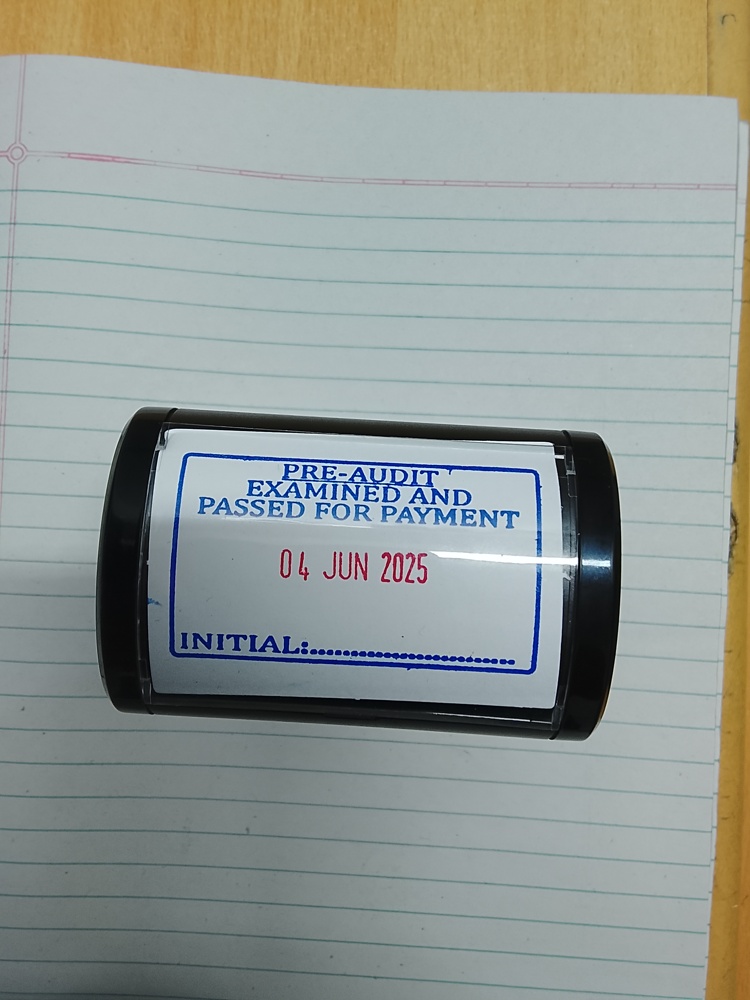 PRE-AUDIT
EXAMINED AND
PASSED FOR PAYMENT
04 JUN 2025
INITIAL:..............................